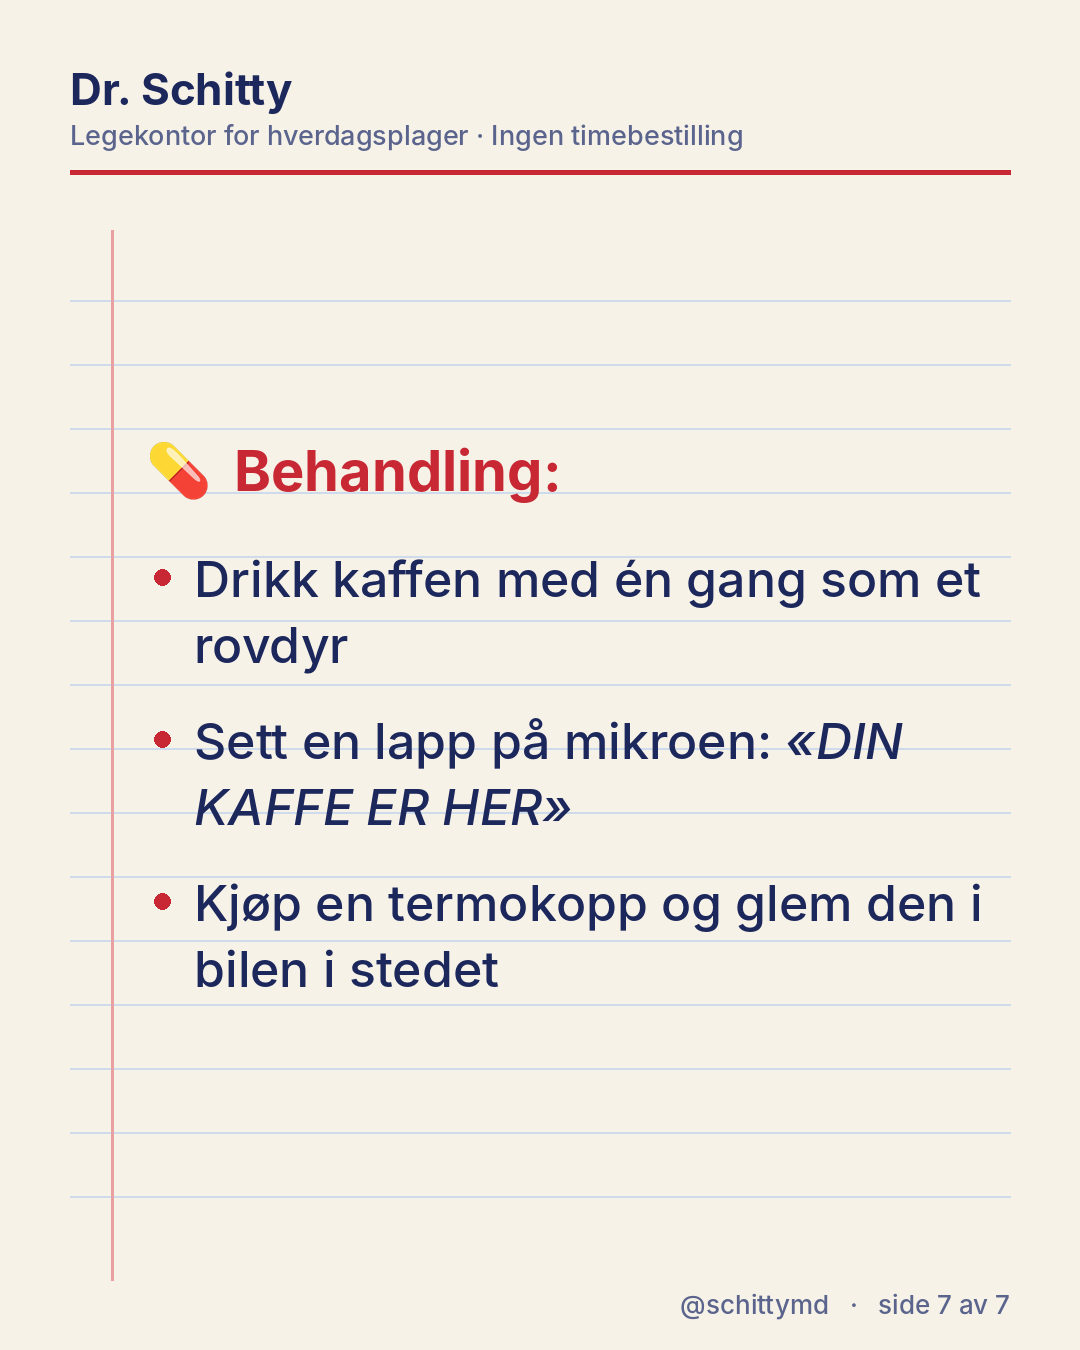 Dr. Schitty
Legekontor for hverdagsplager · Ingen timebestilling
💊 Behandling:
• Drikk kaffen med én gang som et
rovdyr
• Sett en lapp på mikroen: «DIN
KAFFE ER HER»
• Kjøp en termokopp og glem den i
bilen i stedet
@schittymd · side 7 av 7